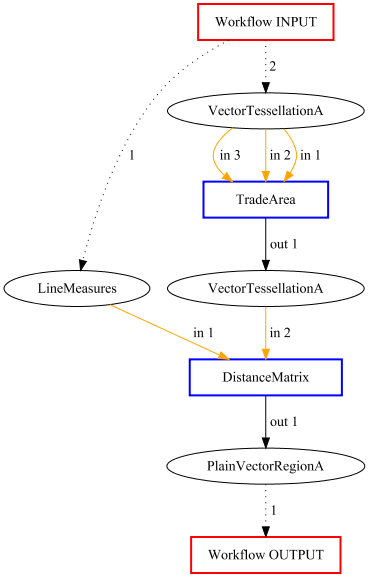 Workflow INPUT
2
VectorTessellationA
1
in 3
in 2
in 1
TradeArea
out 1
LineMeasures
VectorTessellationA
in 1
in 2
DistanceMatrix
out 1
PlainVectorRegionA
1
Workflow OUTPUT